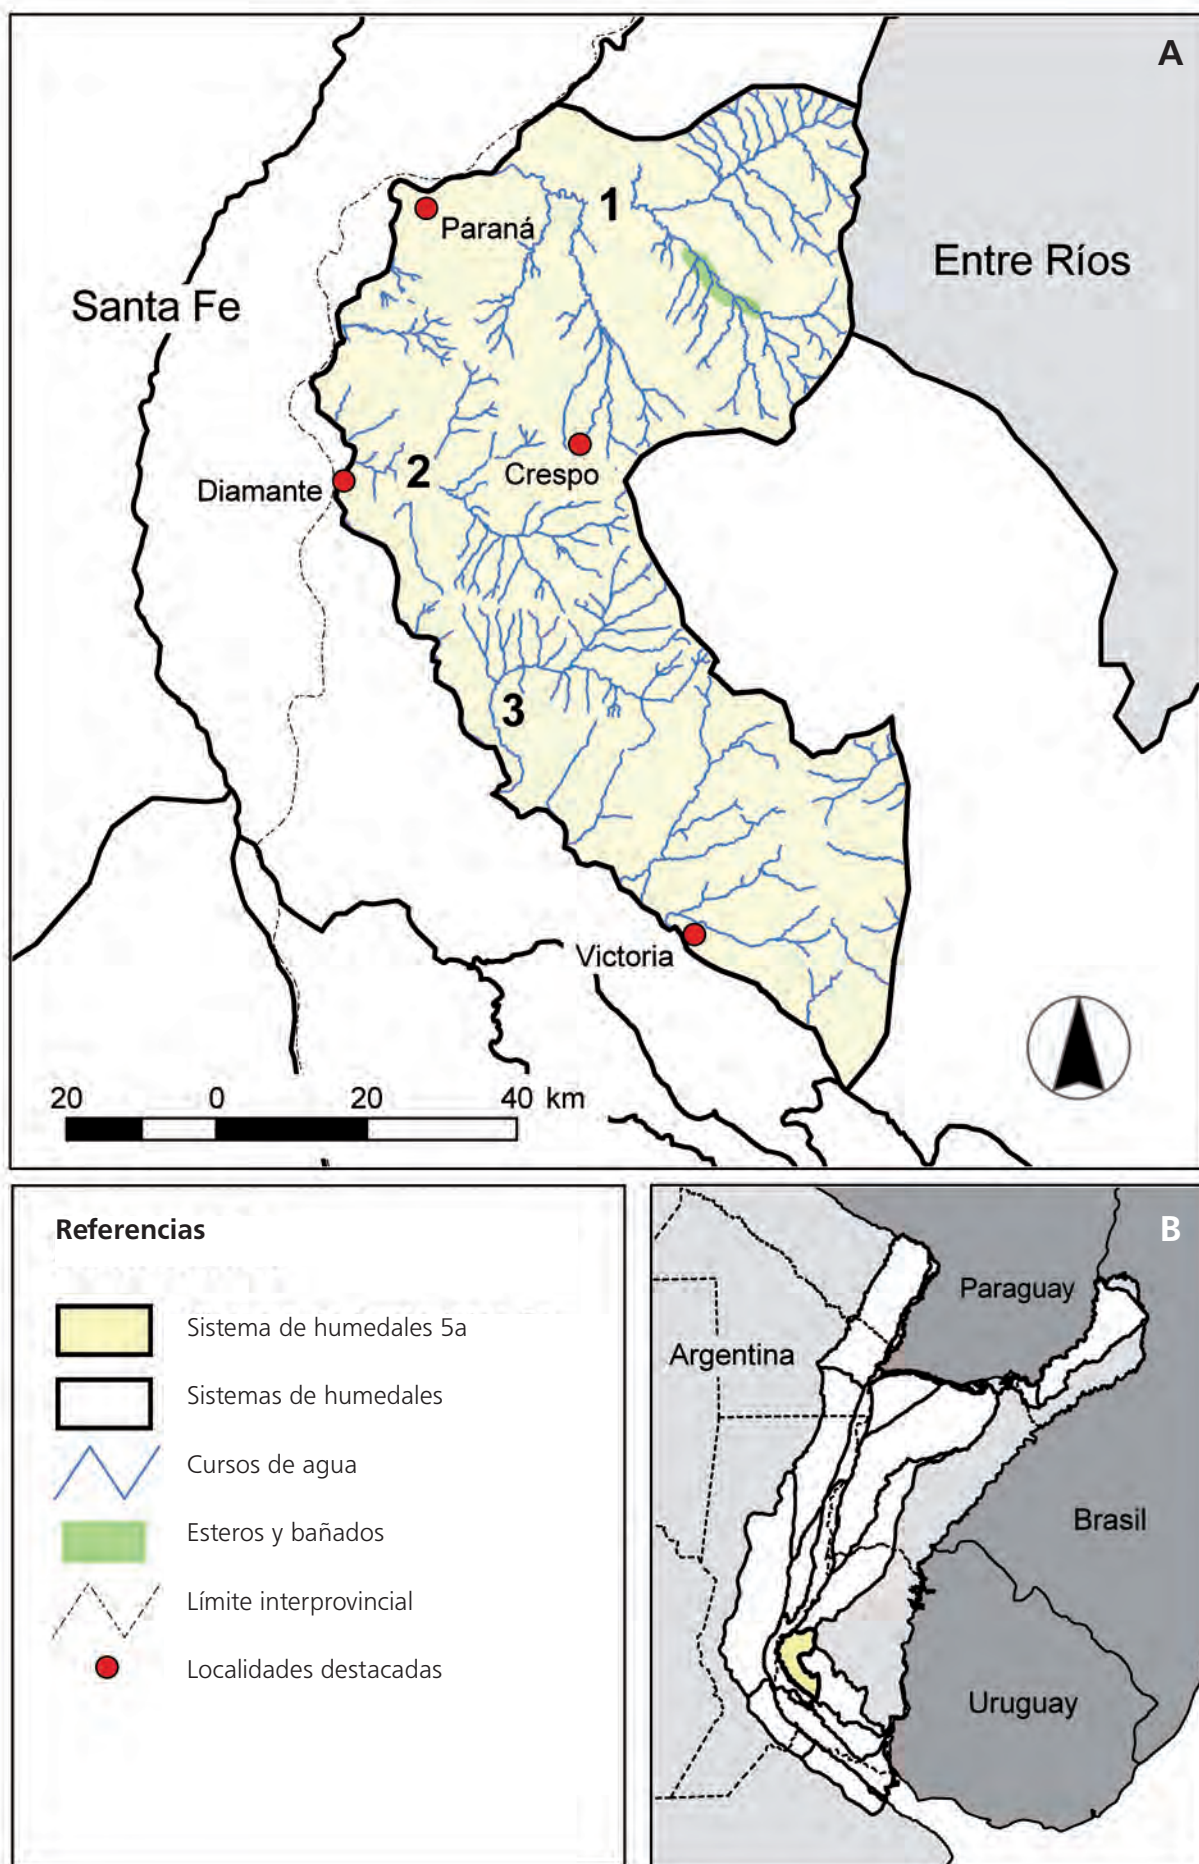 A
1
Paraná
Entre Ríos
Santa Fe
2
Crespo
Diamante
3
Victoria
20 0 20 40 km
Referencias
Sistema de humedales 5a
Sistemas de humedales
Cursos de agua
Esteros y bañados
Límite interprovincial
Localidades destacadas
B
Paraguay
Argentina
Brasil
Uruguay